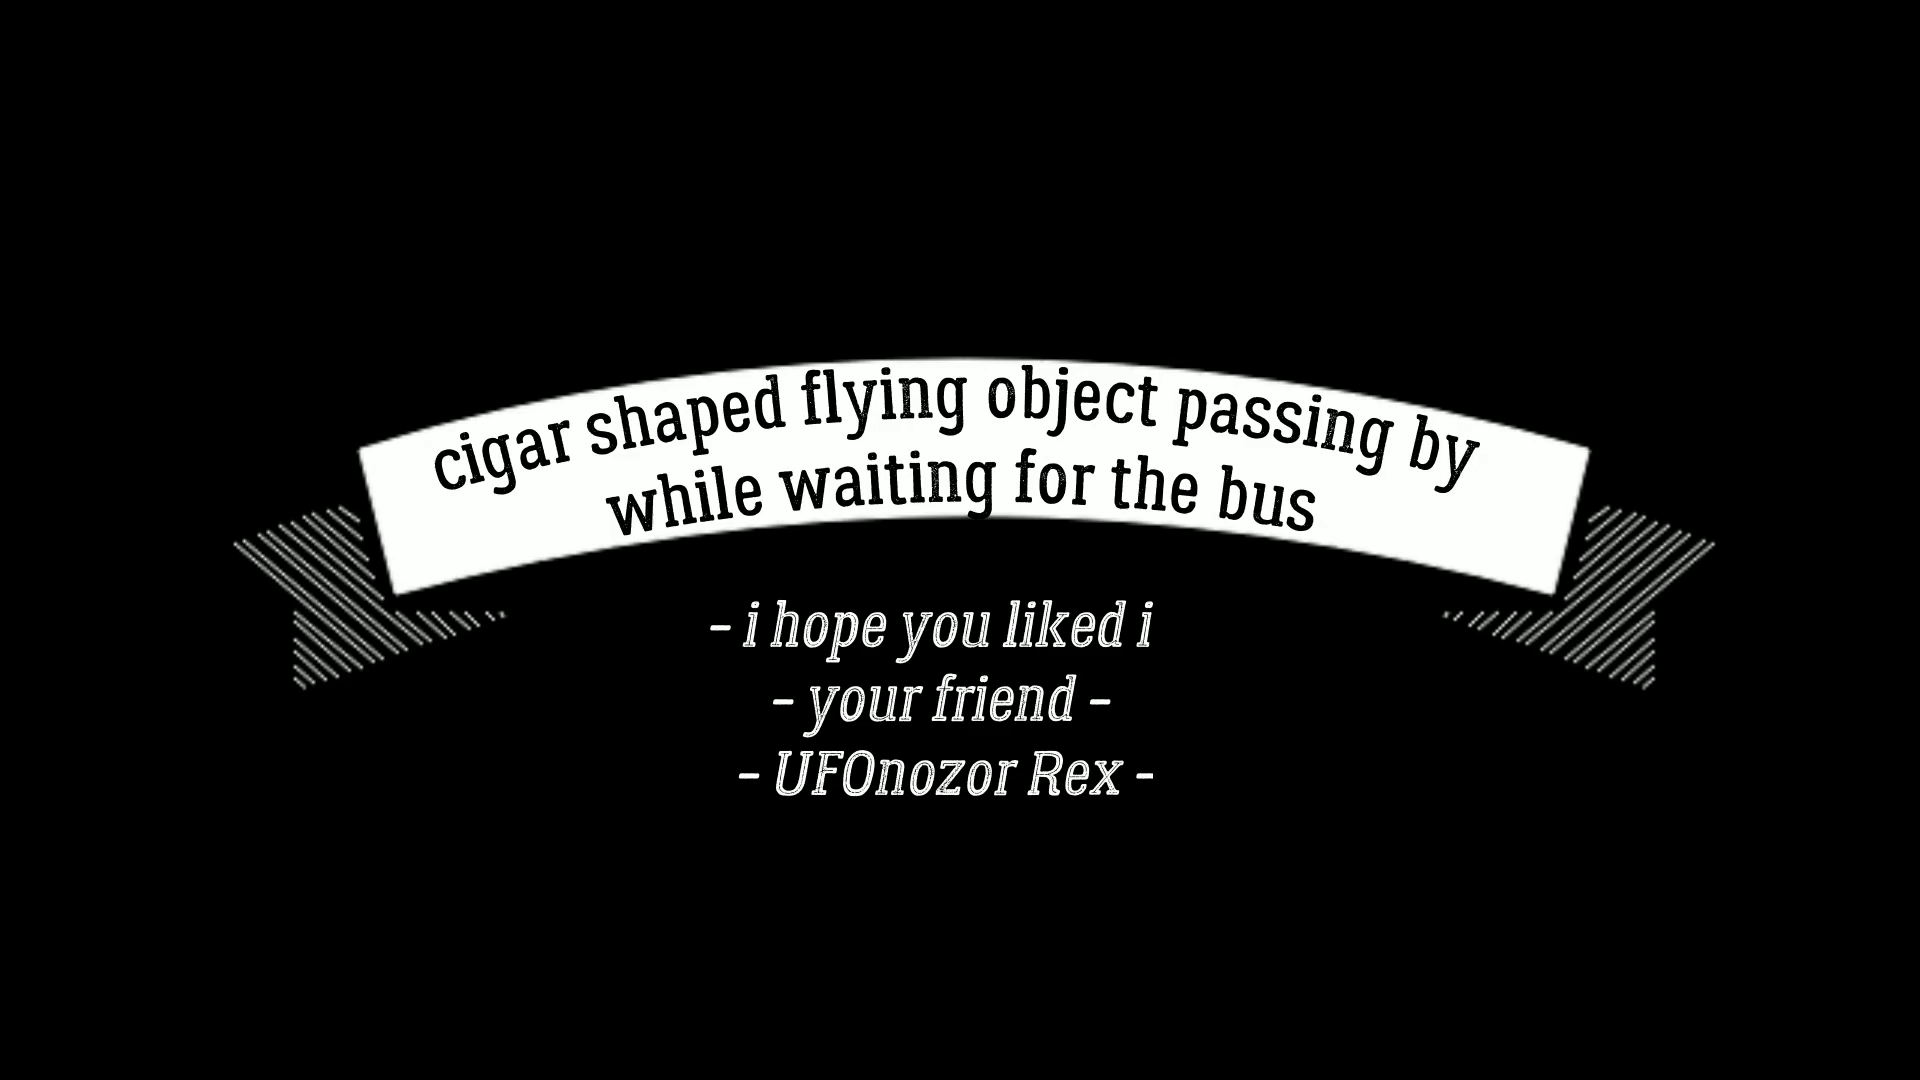 cigar shaped flying object passing by
while waiting for the bus
- i hope you liked i
- your friend -
- UFOnozor Rex -